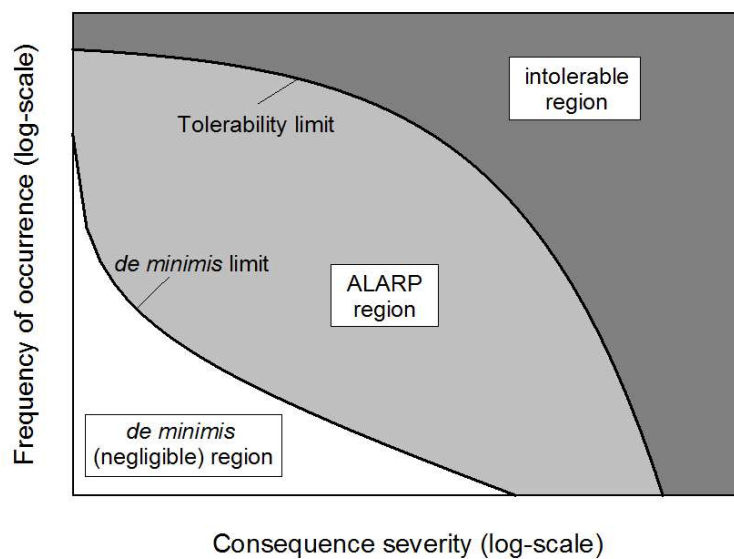 Frequency of occurrence (log-scale)
intolerable
region
Tolerability limit
de minimis limit
ALARP
region
de minimis
(negligible) region
Consequence severity (log-scale)